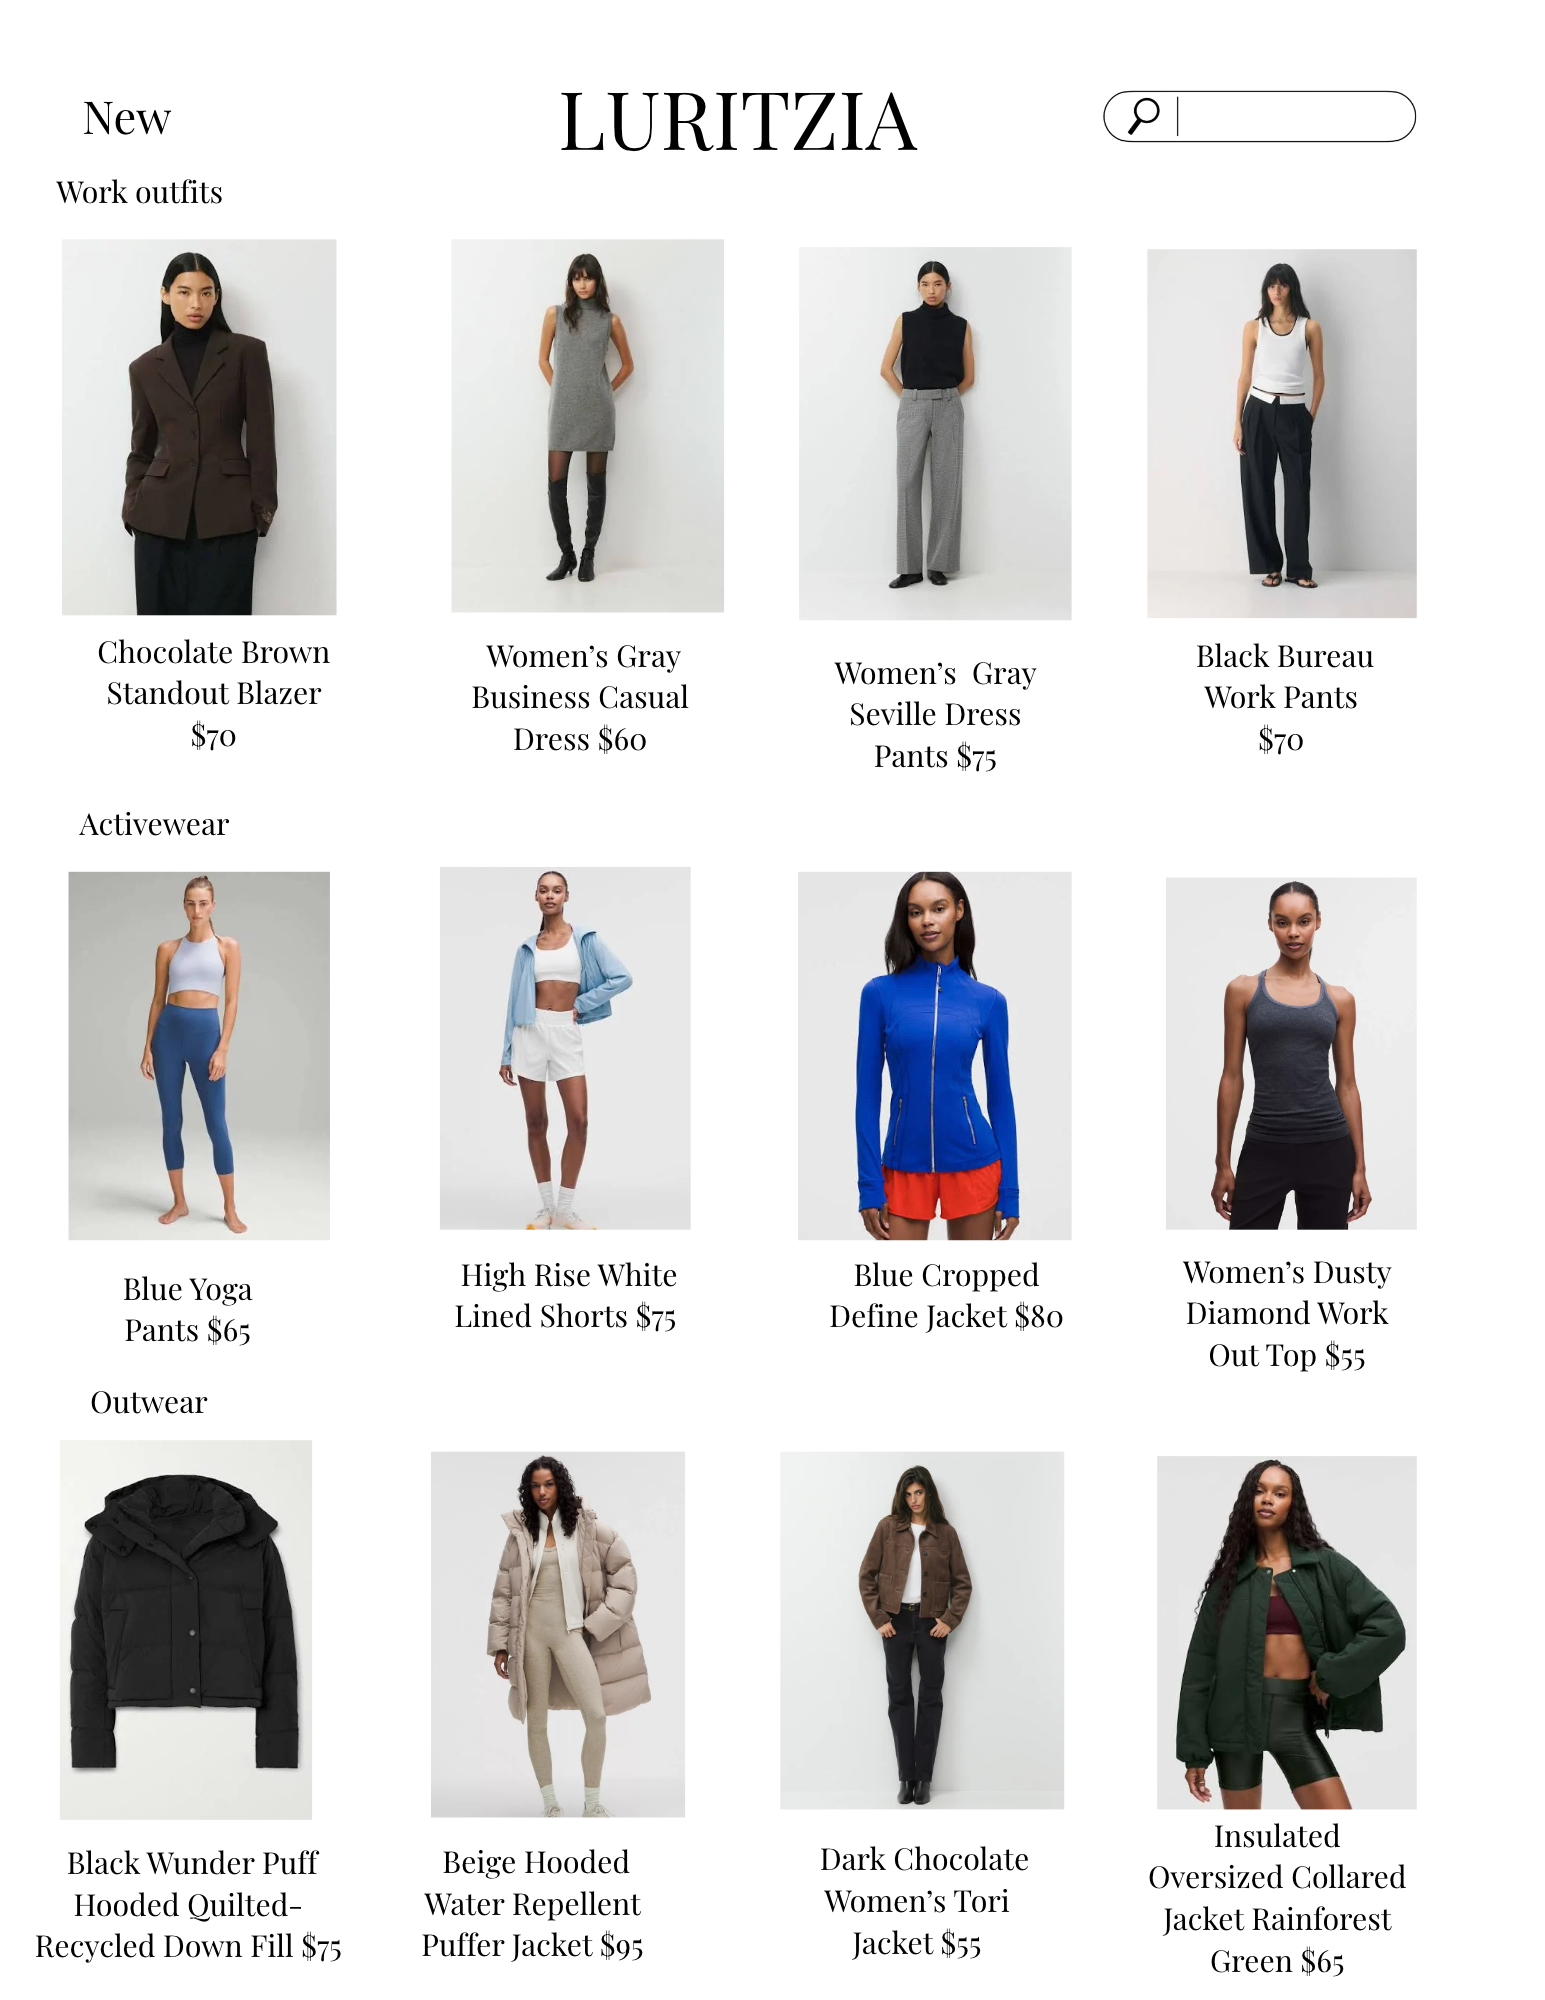 New
LURITZIA
Work outfits
Chocolate Brown
Standout Blazer
$70
Women’s Gray
Business Casual
Dress $60
Women’s  Gray
Seville Dress
Pants $75
Black Bureau
Work Pants
$70
Activewear
Blue Yoga
Pants $65
High Rise White
Lined Shorts $75
Blue Cropped
Define Jacket $80
Women’s Dusty
Diamond Work
Out Top $55
Outwear
Black Wunder Puff
Hooded Quilted-
Recycled Down Fill $75
Beige Hooded
Water Repellent
Puffer Jacket $95
Dark Chocolate
Women’s Tori
Jacket $55
Insulated
Oversized Collared
Jacket Rainforest
Green $65